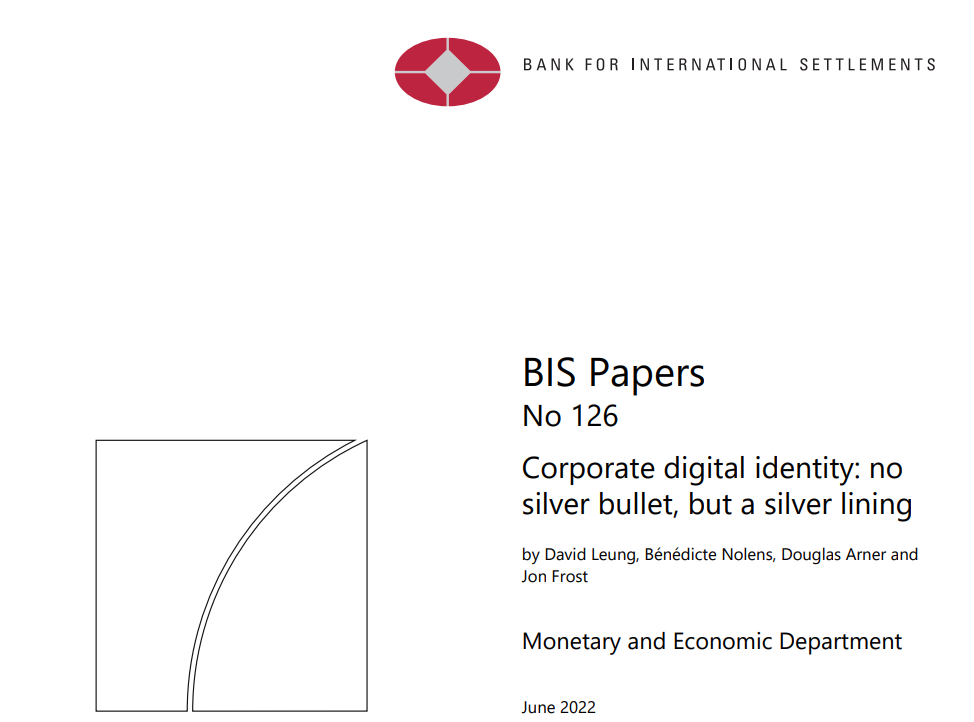 BANK FOR INTERNATIONAL SETTLEMENTS
BIS Papers
No 126
Corporate digital identity: no
silver bullet, but a silver lining
by David Leung, Bénédicte Nolens, Douglas Arner and
Jon Frost
Monetary and Economic Department
June 2022